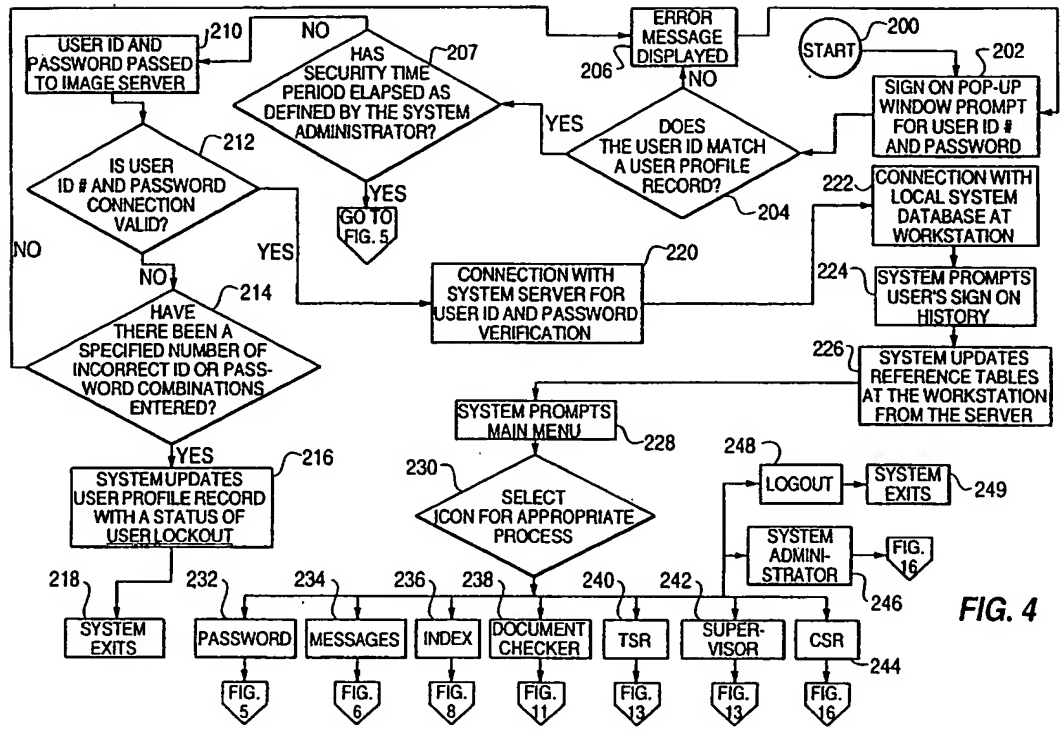 START
200
202
SIGN ON POP-UP
WINDOW PROMPT
FOR USER ID #
AND PASSWORD
DOES
THE USER ID MATCH
A USER PROFILE
RECORD?
204
NO
ERROR
MESSAGE
DISPLAYED
206
YES
HAS
SECURITY TIME
PERIOD ELAPSED AS
DEFINED BY THE SYSTEM
ADMINISTRATOR?
207
YES
GO TO
FIG. 5
NO
210
USER ID AND
PASSWORD PASSED
TO IMAGE SERVER
212
IS USER
ID # AND PASSWORD
CONNECTION
VALID?
YES
NO
NO
214
HAVE
THERE BEEN A
SPECIFIED NUMBER OF
INCORRECT ID OR PASS-
WORD COMBINATIONS
ENTERED?
YES
216
SYSTEM UPDATES
USER PROFILE RECORD
WITH A STATUS OF
USER LOCKOUT
218
SYSTEM
EXITS
220
CONNECTION WITH
SYSTEM SERVER FOR
USER ID AND PASSWORD
VERIFICATION
222
CONNECTION WITH
LOCAL SYSTEM
DATABASE AT
WORKSTATION
224
SYSTEM PROMPTS
USER'S SIGN ON
HISTORY
226
SYSTEM UPDATES
REFERENCE TABLES
AT THE WORKSTATION
FROM THE SERVER
SYSTEM PROMPTS
MAIN MENU
228
230
SELECT
ICON FOR APPROPRIATE
PROCESS
232
PASSWORD
FIG.
5
234
MESSAGES
FIG.
6
236
INDEX
FIG.
8
238
DOCUMENT
CHECKER
FIG.
11
240
TSR
FIG.
13
242
SUPER-
VISOR
FIG.
13
CSR
244
FIG.
16
SYSTEM
ADMINI-
STRATOR
246
FIG.
16
248
LOGOUT
SYSTEM
EXITS
249
FIG. 4